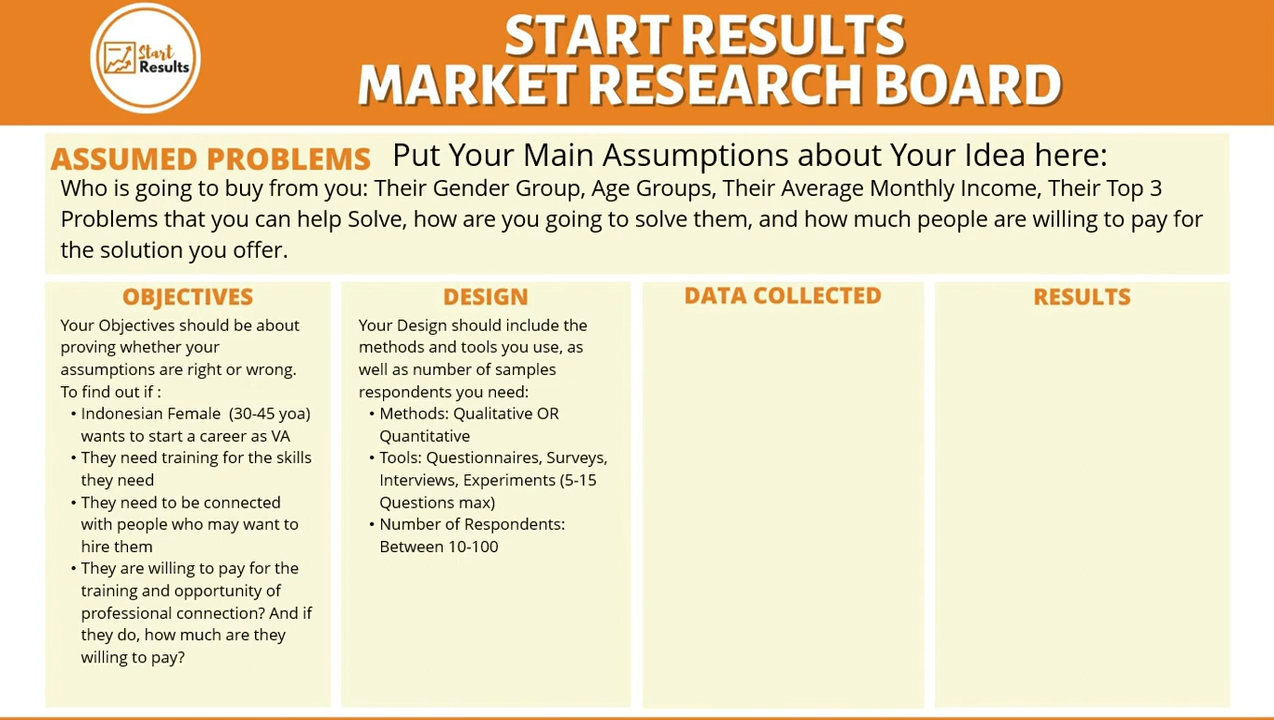 Start
Results
START RESULTS
MARKET RESEARCH BOARD
ASSUMED PROBLEMS Put Your Main Assumptions about Your Idea here:
Who is going to buy from you: Their Gender Group, Age Groups, Their Average Monthly Income, Their Top 3
Problems that you can help Solve, how are you going to solve them, and how much people are willing to pay for
the solution you offer.
OBJECTIVES
Your Objectives should be about
proving whether your
assumptions are right or wrong.
To find out if :
• Indonesian Female (30-45 yoa)
wants to start a career as VA
• They need training for the skills
they need
• They need to be connected
with people who may want to
hire them
• They are willing to pay for the
training and opportunity of
professional connection? And if
they do, how much are they
willing to pay?
DESIGN
Your Design should include the
methods and tools you use, as
well as number of samples
respondents you need:
• Methods: Qualitative OR
Quantitative
• Tools: Questionnaires, Surveys,
Interviews, Experiments (5-15
Questions max)
• Number of Respondents:
Between 10-100
DATA COLLECTED
RESULTS